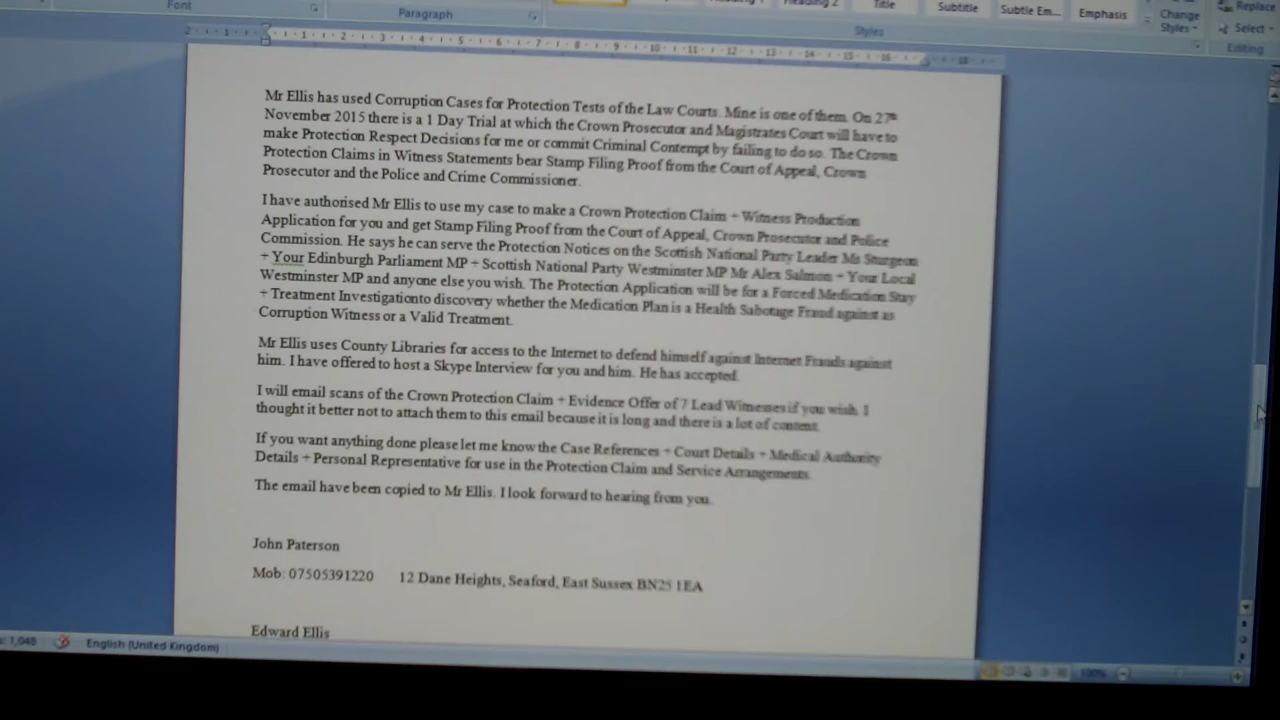 Font
Paragraph
Title
Subtitle
Subtle Em...
Emphasis
Change
Styles
Replace
Select
Styles
Editing
Mr Ellis has used Corruption Cases for Protection Tests of the Law Courts. Mine is one of them. On 27th
November 2015 there is a 1 Day Trial at which the Crown Prosecutor and Magistrates Court will have to
make Protection Respect Decisions for me or commit Criminal Contempt by failing to do so. The Crown
Protection Claims in Witness Statements bear Stamp Filing Proof from the Court of Appeal, Crown
Prosecutor and the Police and Crime Commissioner.
I have authorised Mr Ellis to use my case to make a Crown Protection Claim + Witness Production
Application for you and get Stamp Filing Proof from the Court of Appeal, Crown Prosecutor and Police
Commission. He says he can serve the Protection Notices on the Scottish National Party Leader Ms Sturgeon
+ Your Edinburgh Parliament MP + Scottish National Party Westminster MP Mr Alex Salmon + Your Local
Westminster MP and anyone else you wish. The Protection Application will be for a Forced Medication Stay
+ Treatment Investigationto discovery whether the Medication Plan is a Health Sabotage Fraud against as
Corruption Witness or a Valid Treatment.
Mr Ellis uses County Libraries for access to the Internet to defend himself against Internet Frauds against
him. I have offered to host a Skype Interview for you and him. He has accepted.
I will email scans of the Crown Protection Claim + Evidence Offer of 7 Lead Witnesses if you wish. I
thought it better not to attach them to this email because it is long and there is a lot of content.
If you want anything done please let me know the Case References + Court Details + Medical Authority
Details + Personal Representative for use in the Protection Claim and Service Arrangements.
The email have been copied to Mr Ellis. I look forward to hearing from you.
John Paterson
Mob: 07505391220 12 Dane Heights, Seaford, East Sussex BN25 1EA
Edward Ellis
1,048
English (United Kingdom)
100%